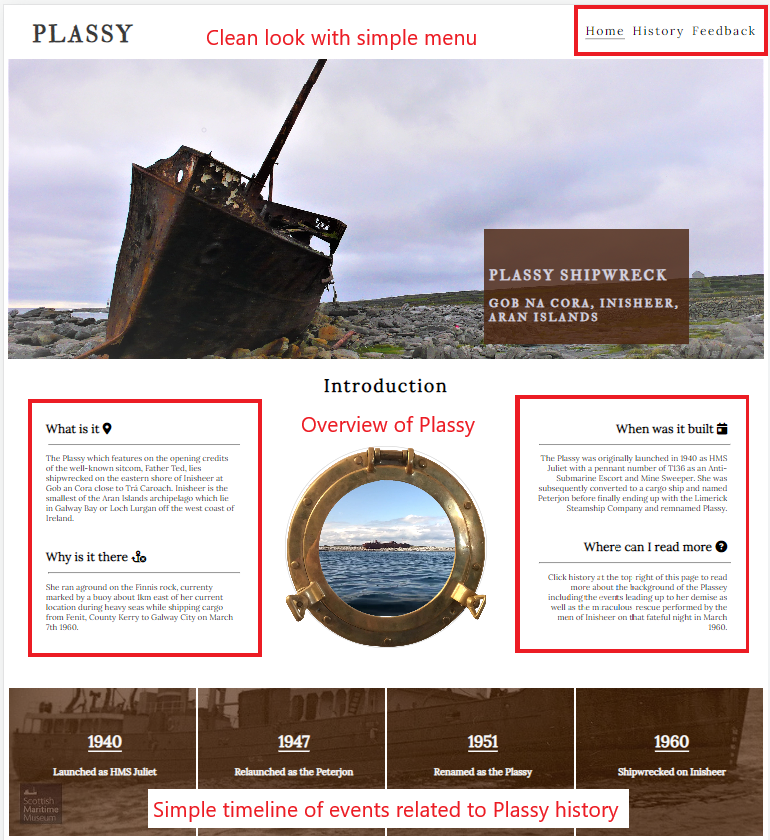 PLASSY
Clean look with simple menu
Home History Feedback
PLASSY SHIPWRECK
GOB NA CORA, INISHEER,
ARAN ISLANDS
Introduction
Overview of Plassy
What is it
The Plassy which features on the opening credits
of the well-known sitcom, Father Ted, lies
shipwrecked on the eastern shore of Inisheer at
Gob an Cora close to Trá Caroach. Inisheer is the
smallest of the Aran Islands archipelago which lie
in Galway Bay or Loch Lurgan off the west coast of
Ireland.
Why is it there
She ran aground on the Finnis rock, currenty
marked by a buoy about 1km east of her current
location during heavy seas while shipping cargo
from Fenit, County Kerry to Galway City on March
7th 1960.
When was it built
The Plassy was originally launched in 1940 as HMS
Juliet with a pennant number of T136 as an Anti-
Submarine Escort and Mine Sweeper. She was
subsequently converted to a cargo ship and named
Peterjon before finally ending up with the Limerick
Steamship Company and remnamed Plassy.
Where can I read more
Click history at the top right of this page to read
more about the background of the Plassey
including the events leading up to her demise as
well as the miraculous rescue performed by the
men of Inisheer on that fateful night in March
1960.
1940
Launched as HMS Juliet
1947
Relaunched as the Peterjon
1951
Renamed as the Plassy
1960
Shipwrecked on Inisheer
Scottish
Maritime
Museum
Simple timeline of events related to Plassy history